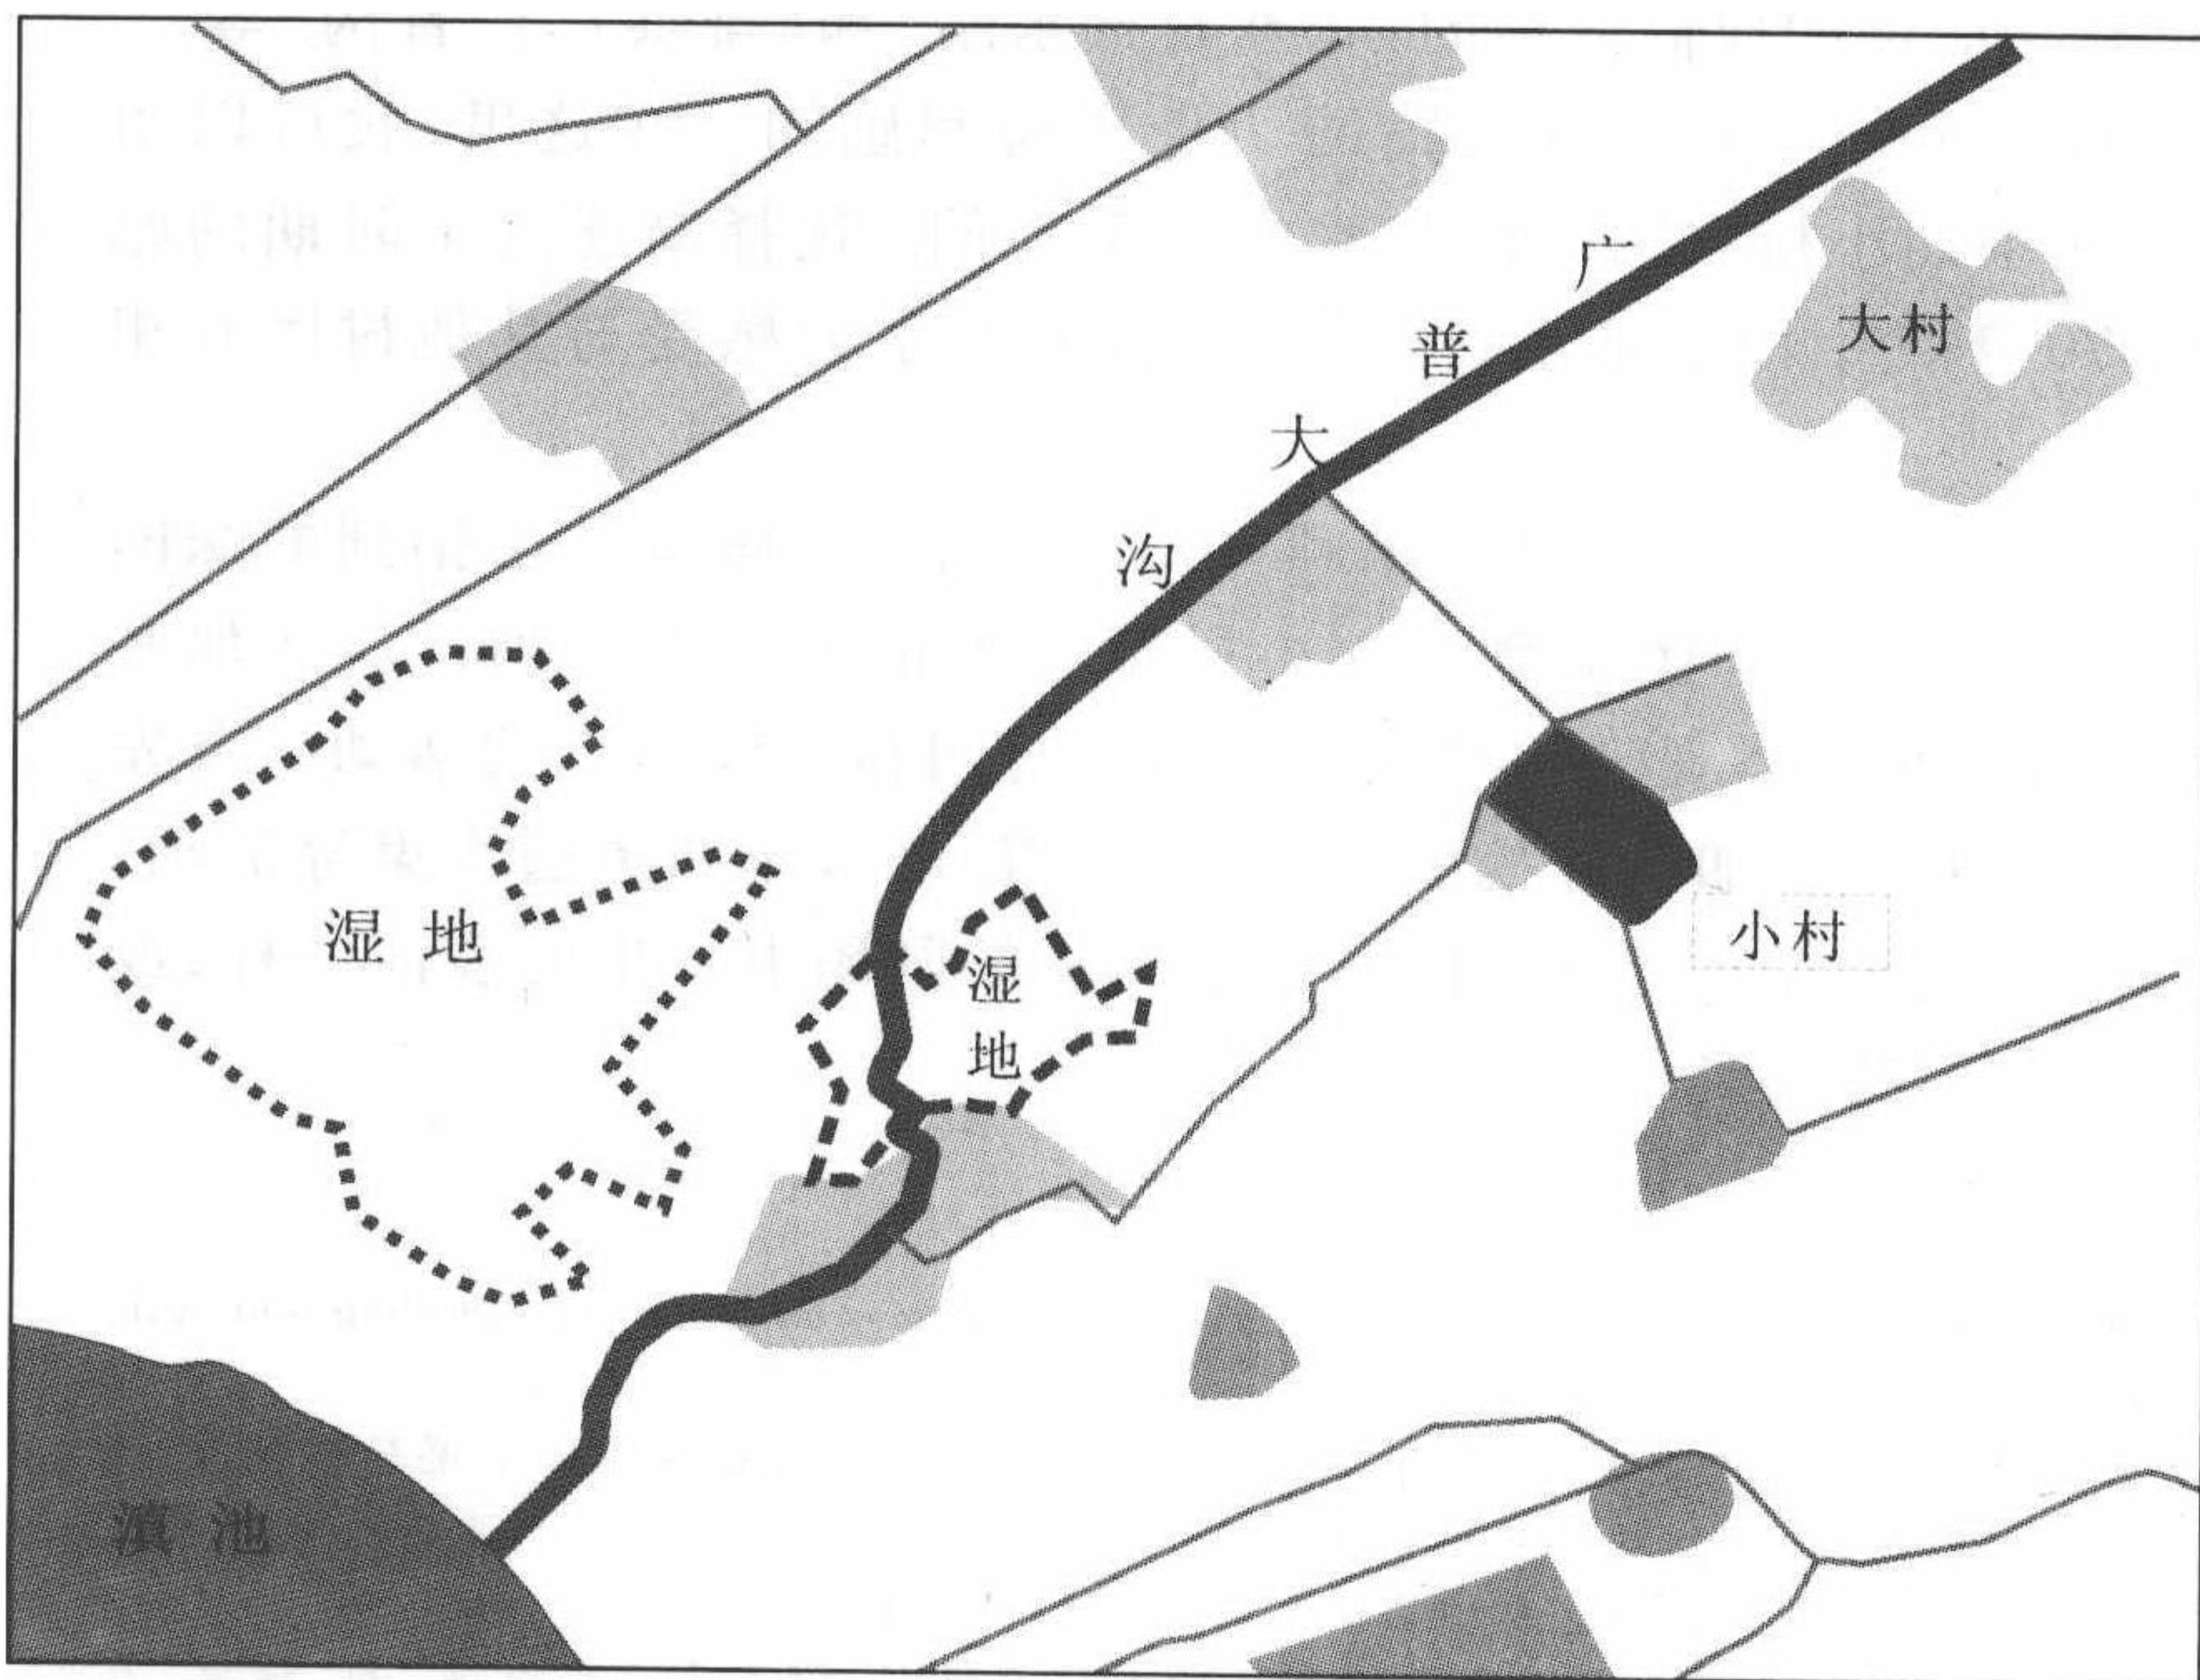 广
普
大
沟
大村
湿地
湿
地
小村
滇池